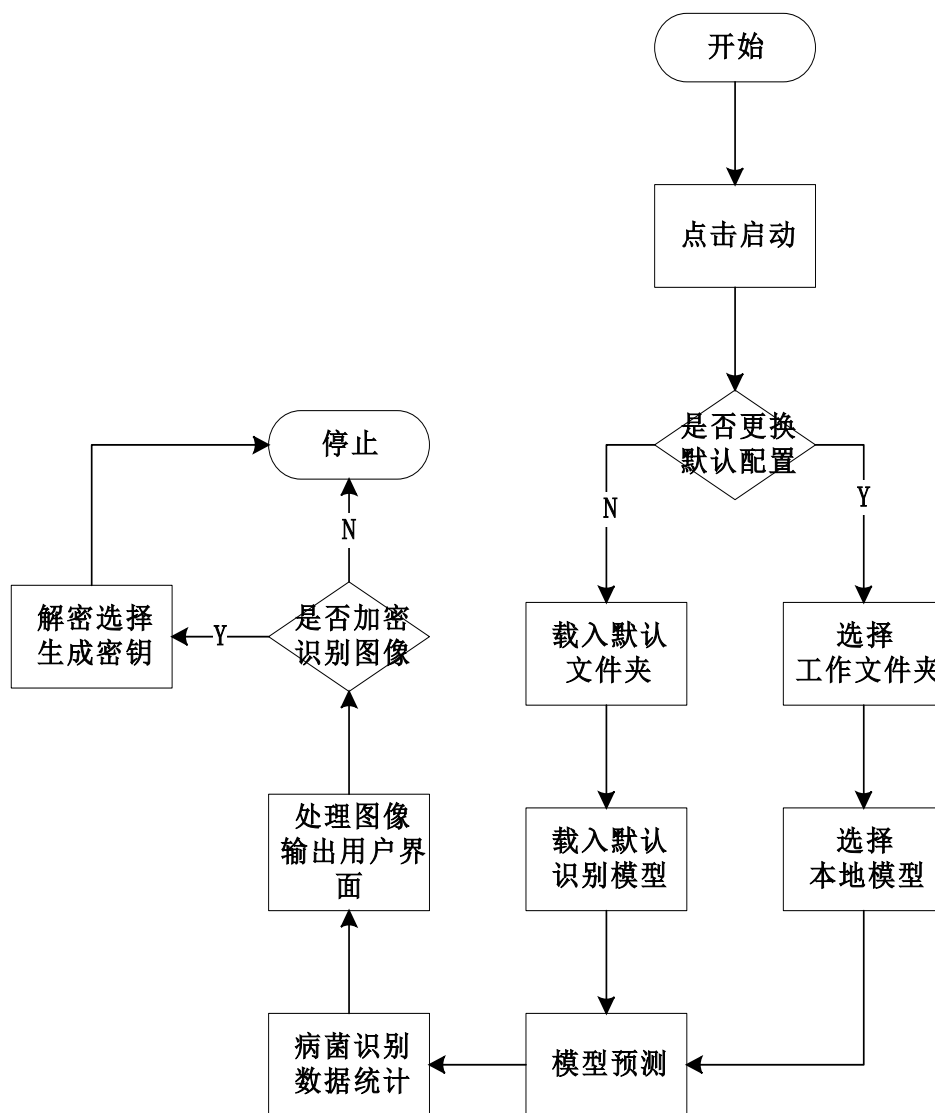 开始
点击启动
是否更换
默认配置
N
Y
载入默认
文件夹
选择
工作文件夹
载入默认
识别模型
选择
本地模型
模型预测
病菌识别
数据统计
处理图像
输出用户界
面
是否加密
识别图像
Y
N
解密选择
生成密钥
停止